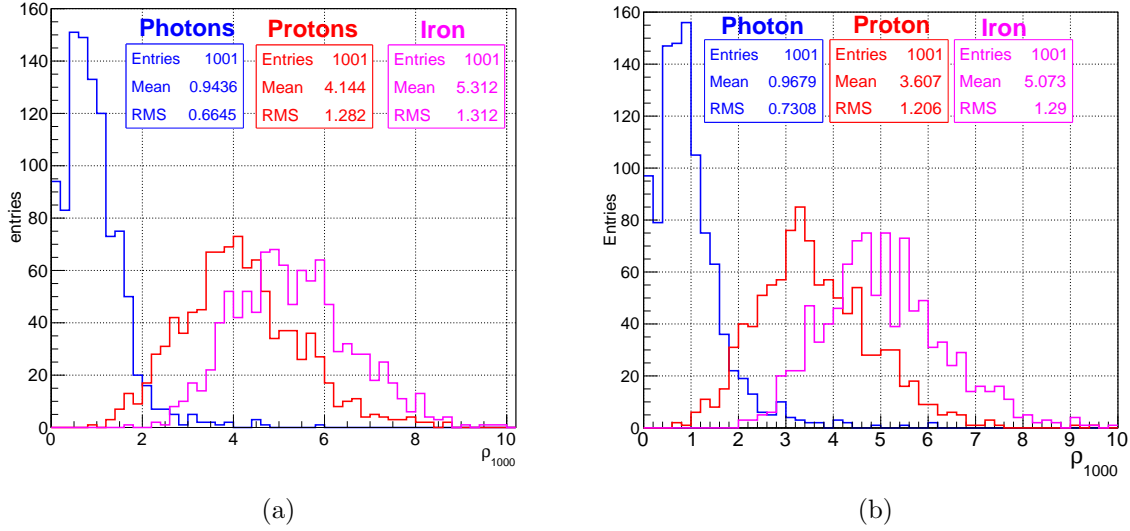 Photons Protons Iron
Entries 1001 Entries 1001 Entries 1001
Mean 0.9436 Mean 4.144 Mean 5.312
RMS 0.6645 RMS 1.282 RMS 1.312
160
140
120
100
80
60
40
20
0
entries
0 2 4 6 8 10
ρ1000
(a)
Photon Proton Iron
Entries 1001 Entries 1001 Entries 1001
Mean 0.9679 Mean 3.607 Mean 5.073
RMS 0.7308 RMS 1.206 RMS 1.29
160
140
120
100
80
60
40
20
0
Entries
0 1 2 3 4 5 6 7 8 9 10
ρ1000
(b)